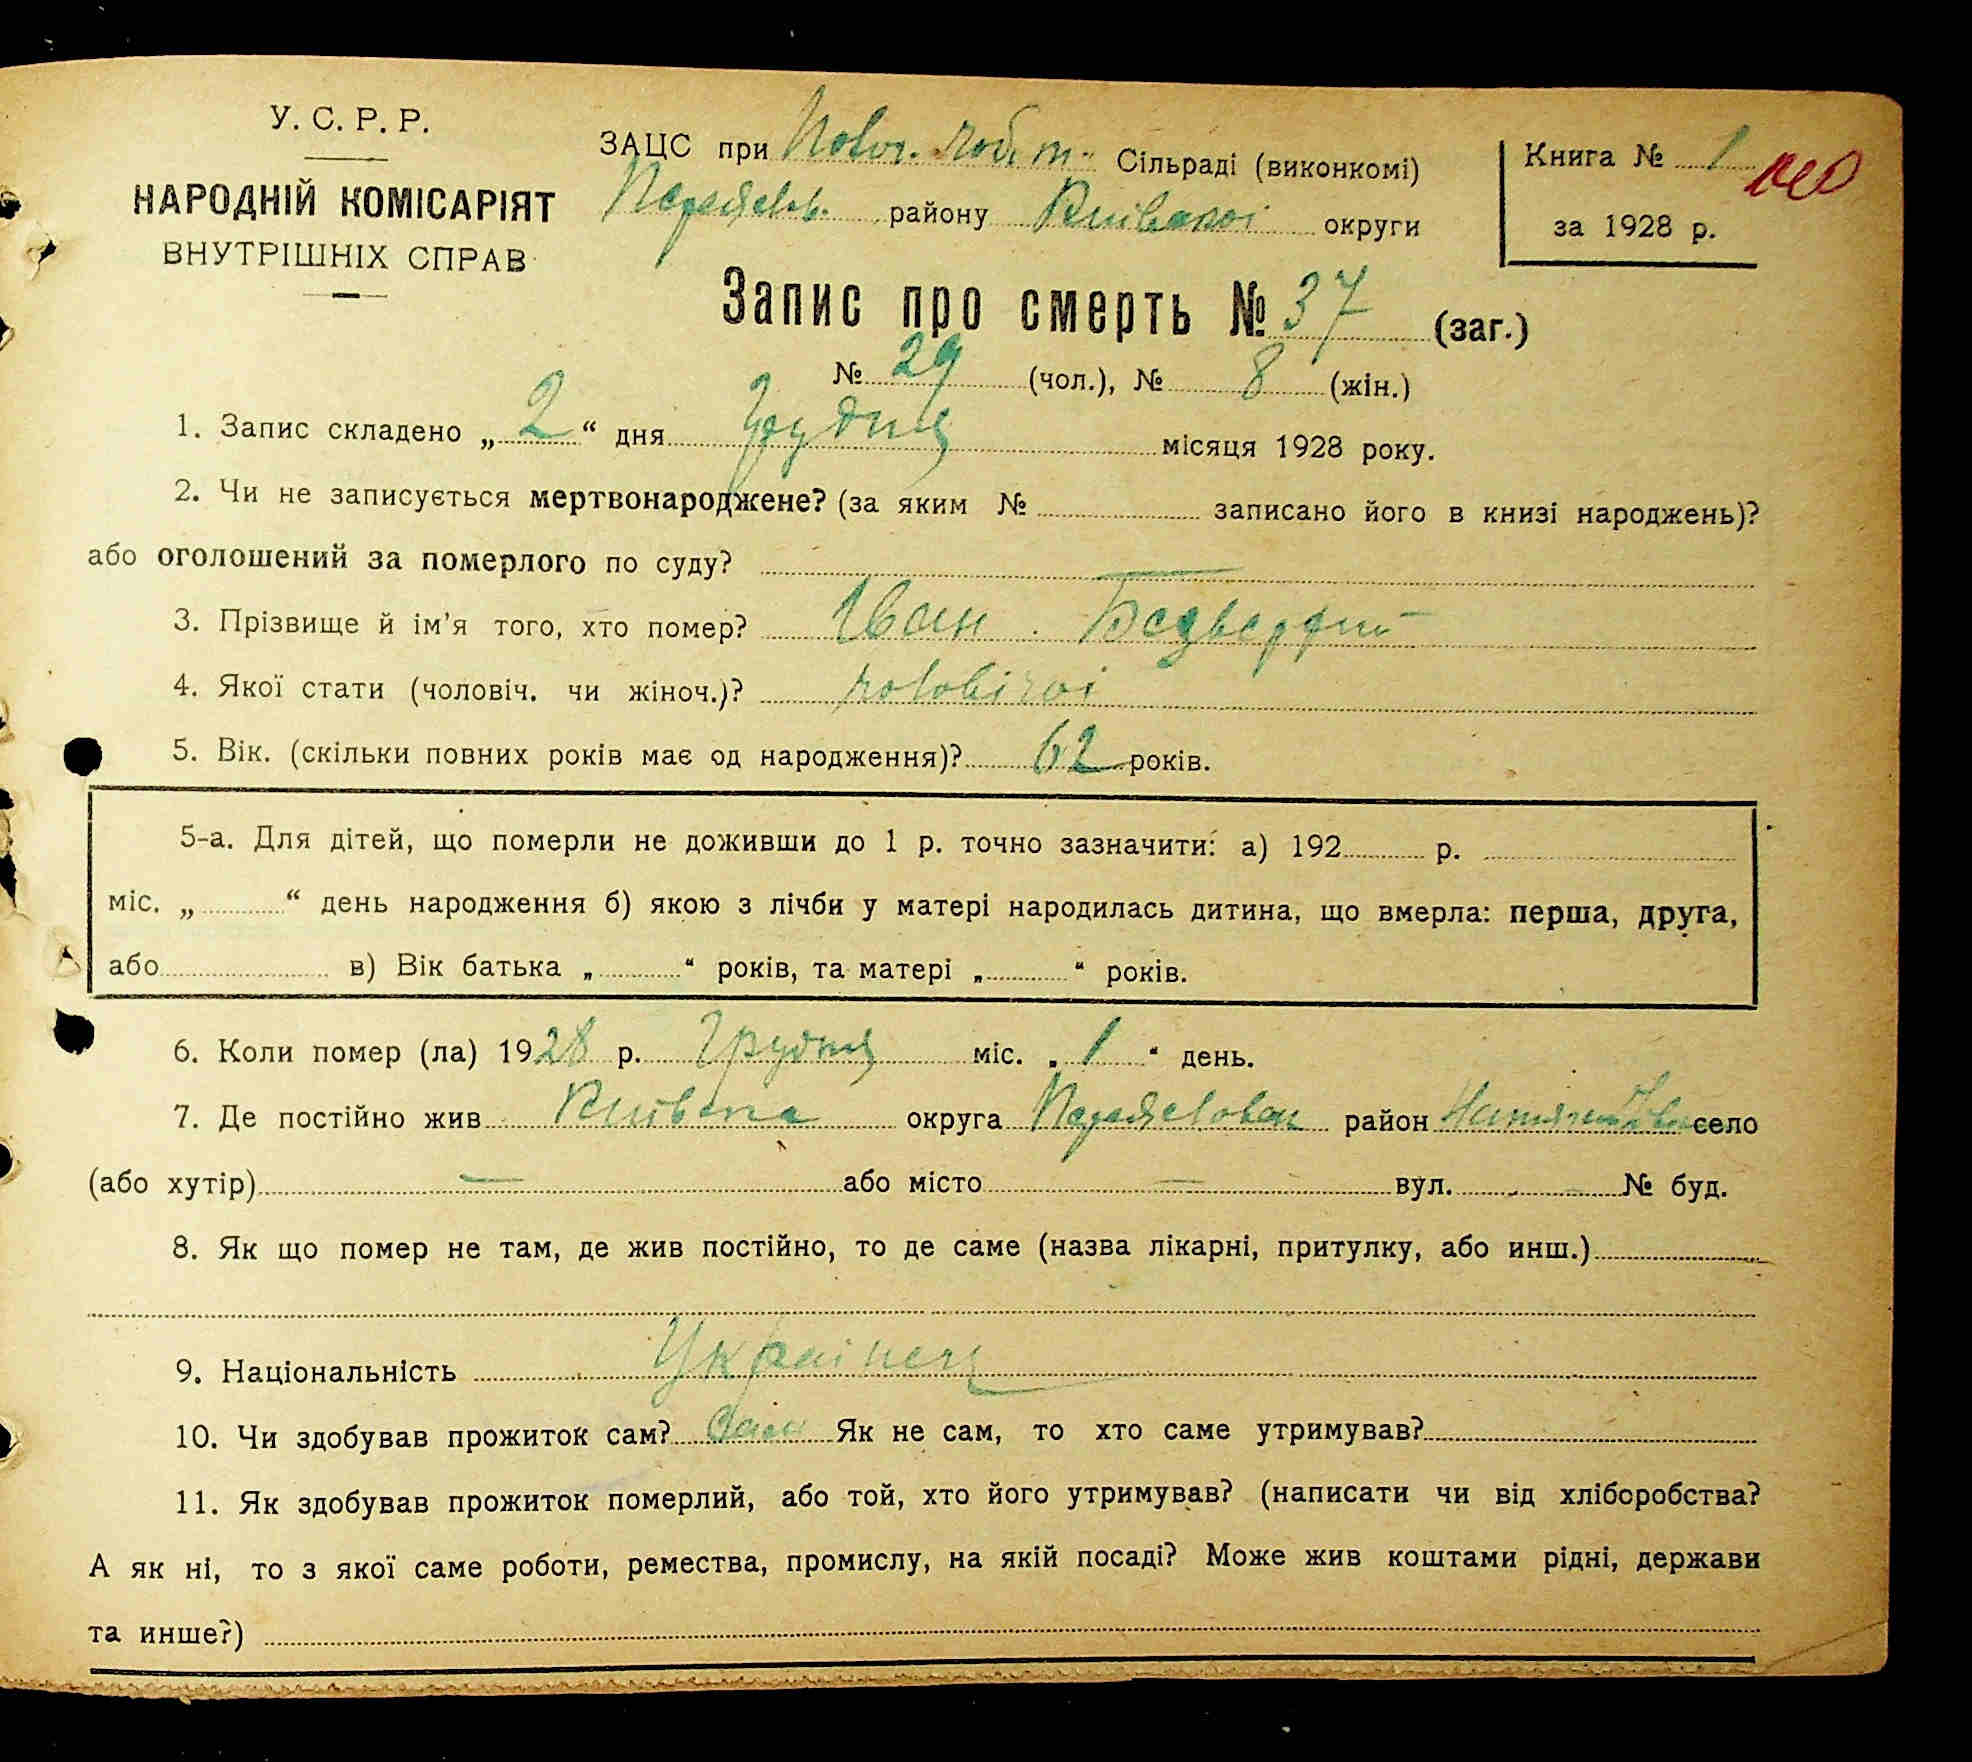 У. С. Р. Р.
НАРОДНІЙ КОМІСАРІЯТ
ВНУТРІШНІХ СПРАВ
ЗАЦС при Сільраді (виконкомі)
Переяслв. району Київської округи
Книга № 1
за 1928 р.
Запис про смерть № 37 (заг.)
№ 29 (чол.), № 8 (жін.)
1. Запис складено „ 2 “ дня Грудня місяця 1928 року.
2. Чи не записується мертвонароджене? (за яким № записано його в книзі народжень)?
або оголошений за померлого по суду? —
3. Прізвище й ім’я того, хто помер? Іван
4. Якої стати (чоловіч. чи жіноч.)? чоловічої
5. Вік. (скільки повних років має од народження)? 62 років.
5-а. Для дітей, що померли не доживши до 1 р. точно зазначити: а) 192 р.
міс. „ “ день народження б) якою з лічби у матері народилась дитина, що вмерла: перша, друга,
або в) Вік батька „ “ років, та матері „ “ років.
6. Коли помер (ла) 1928 р. Грудня міс. „ 1 “ день.
7. Де постійно жив Київська округа район село
(або хутір) — або місто — вул. — № буд.
8. Як що помер не там, де жив постійно, то де саме (назва лікарні, притулку, або инш.)
9. Національність Українец
10. Чи здобував прожиток сам? Сам Як не сам, то хто саме утримував?
11. Як здобував прожиток померлий, або той, хто його утримував? (написати чи від хліборобства?
А як ні, то з якої саме роботи, ремества, промислу, на якій посаді? Може жив коштами рідні, держави
та инше?)